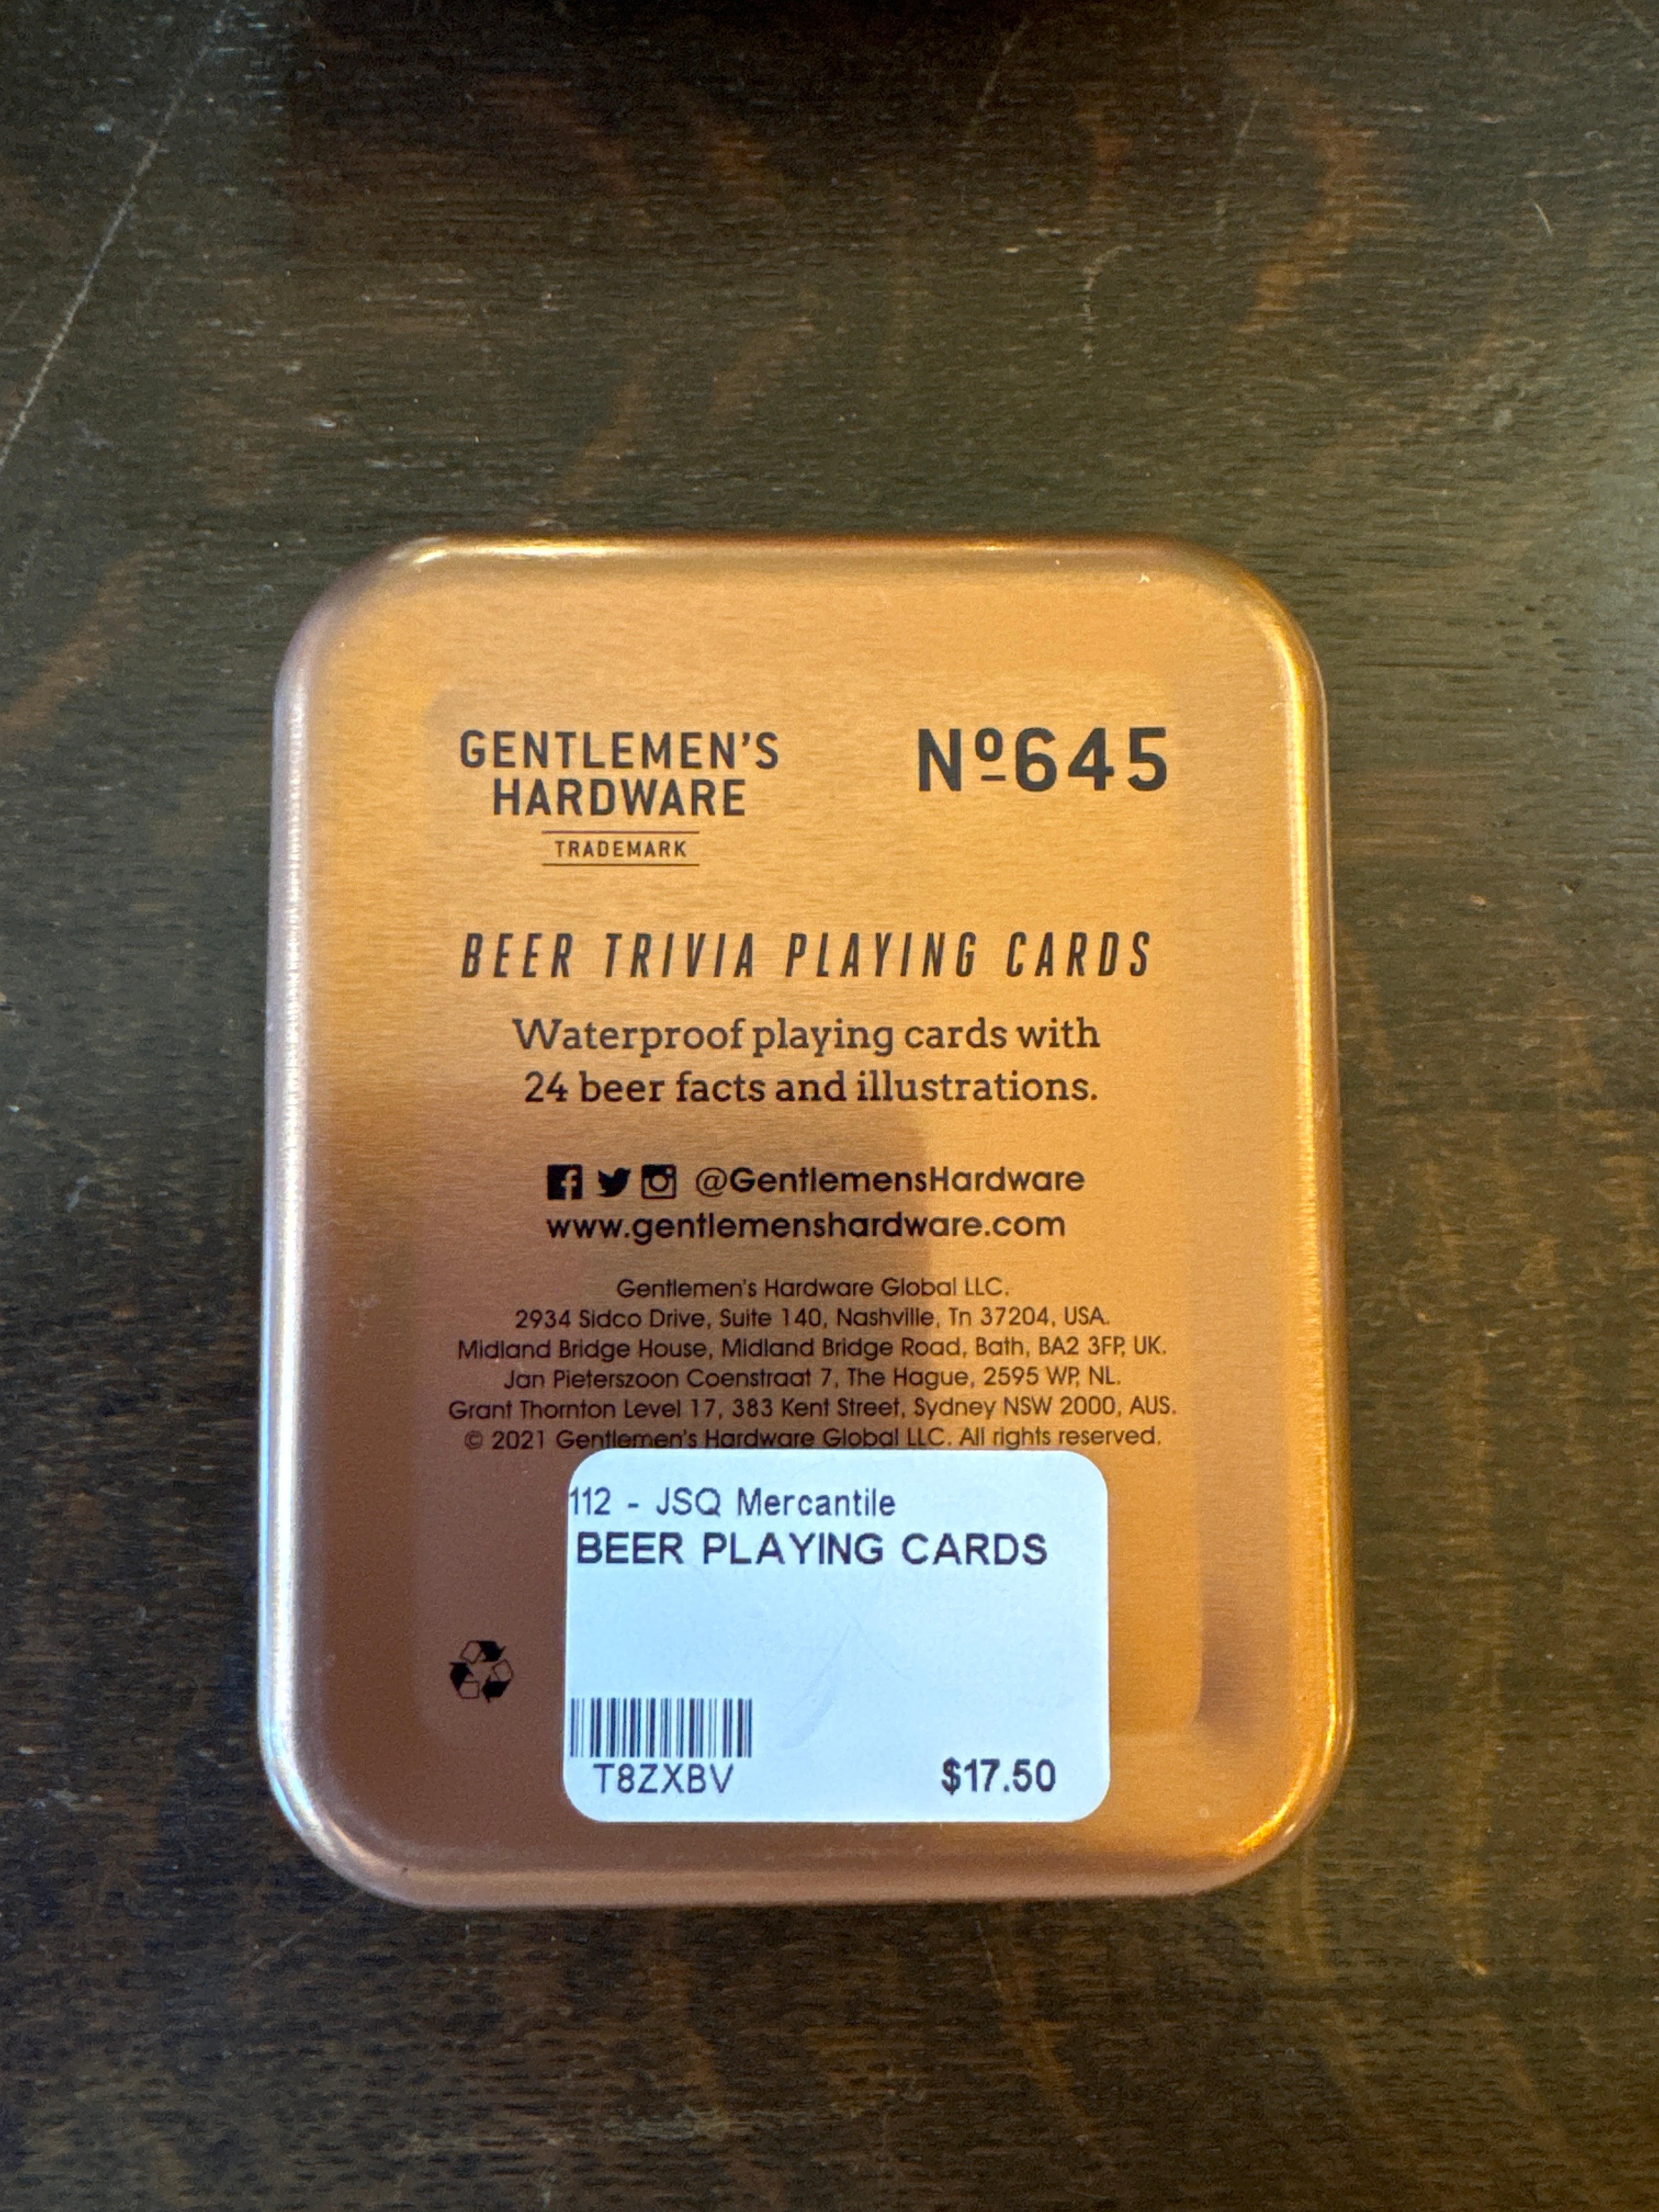 GENTLEMEN'S
HARDWARE
TRADEMARK
Nº645
BEER TRIVIA PLAYING CARDS
Waterproof playing cards with
24 beer facts and illustrations.
@GentlemensHardware
www.gentlemenshardware.com
Gentlemen's Hardware Global LLC.
2934 Sidco Drive, Suite 140, Nashville, Tn 37204, USA.
Midland Bridge House, Midland Bridge Road, Bath, BA2 3FP, UK.
Jan Pieterszoon Coenstraat 7, The Hague, 2595 WP, NL.
Grant Thornton Level 17, 383 Kent Street, Sydney NSW 2000, AUS.
© 2021 Gentlemen's Hardware Global LLC. All rights reserved.
112 - JSQ Mercantile
BEER PLAYING CARDS
T8ZXBV
$17.50